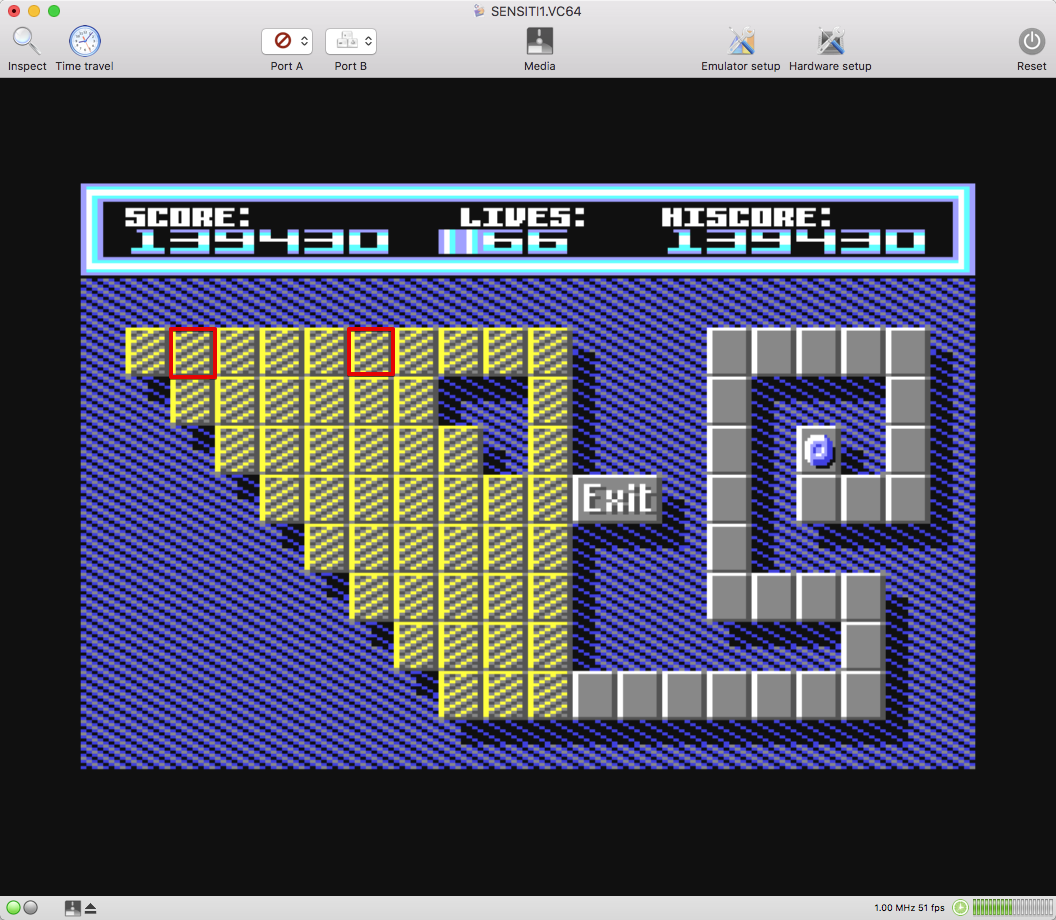 SENSITI1.VC64
Inspect
Time travel
Port A
Port B
Media
Emulator setup
Hardware setup
Reset
SCORE: LIVES: HISCORE:
139430 66 139430
Exit
1.00 MHz 51 fps